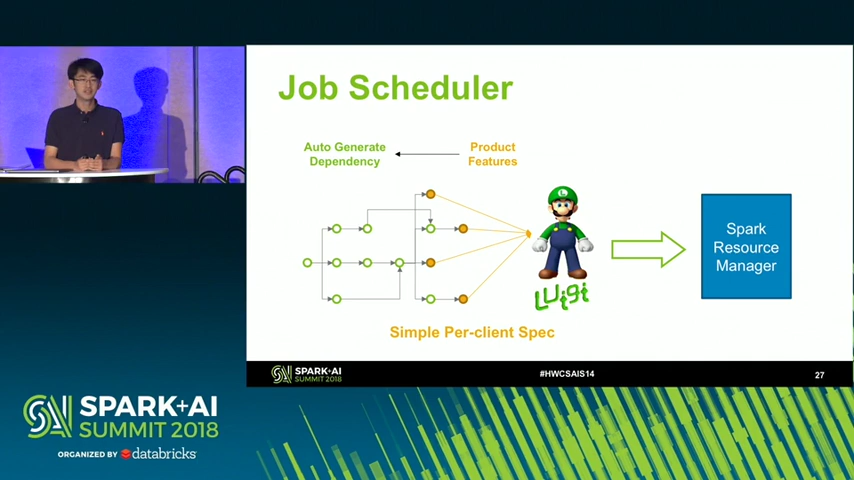 Job Scheduler
Auto Generate
Dependency
Product
Features
L
Luigi
Spark
Resource
Manager
Simple Per-client Spec
SPARK+AI
SUMMIT 2018
#HWCSAIS14
27
SPARK+AI
SUMMIT 2018
ORGANIZED BY databricks